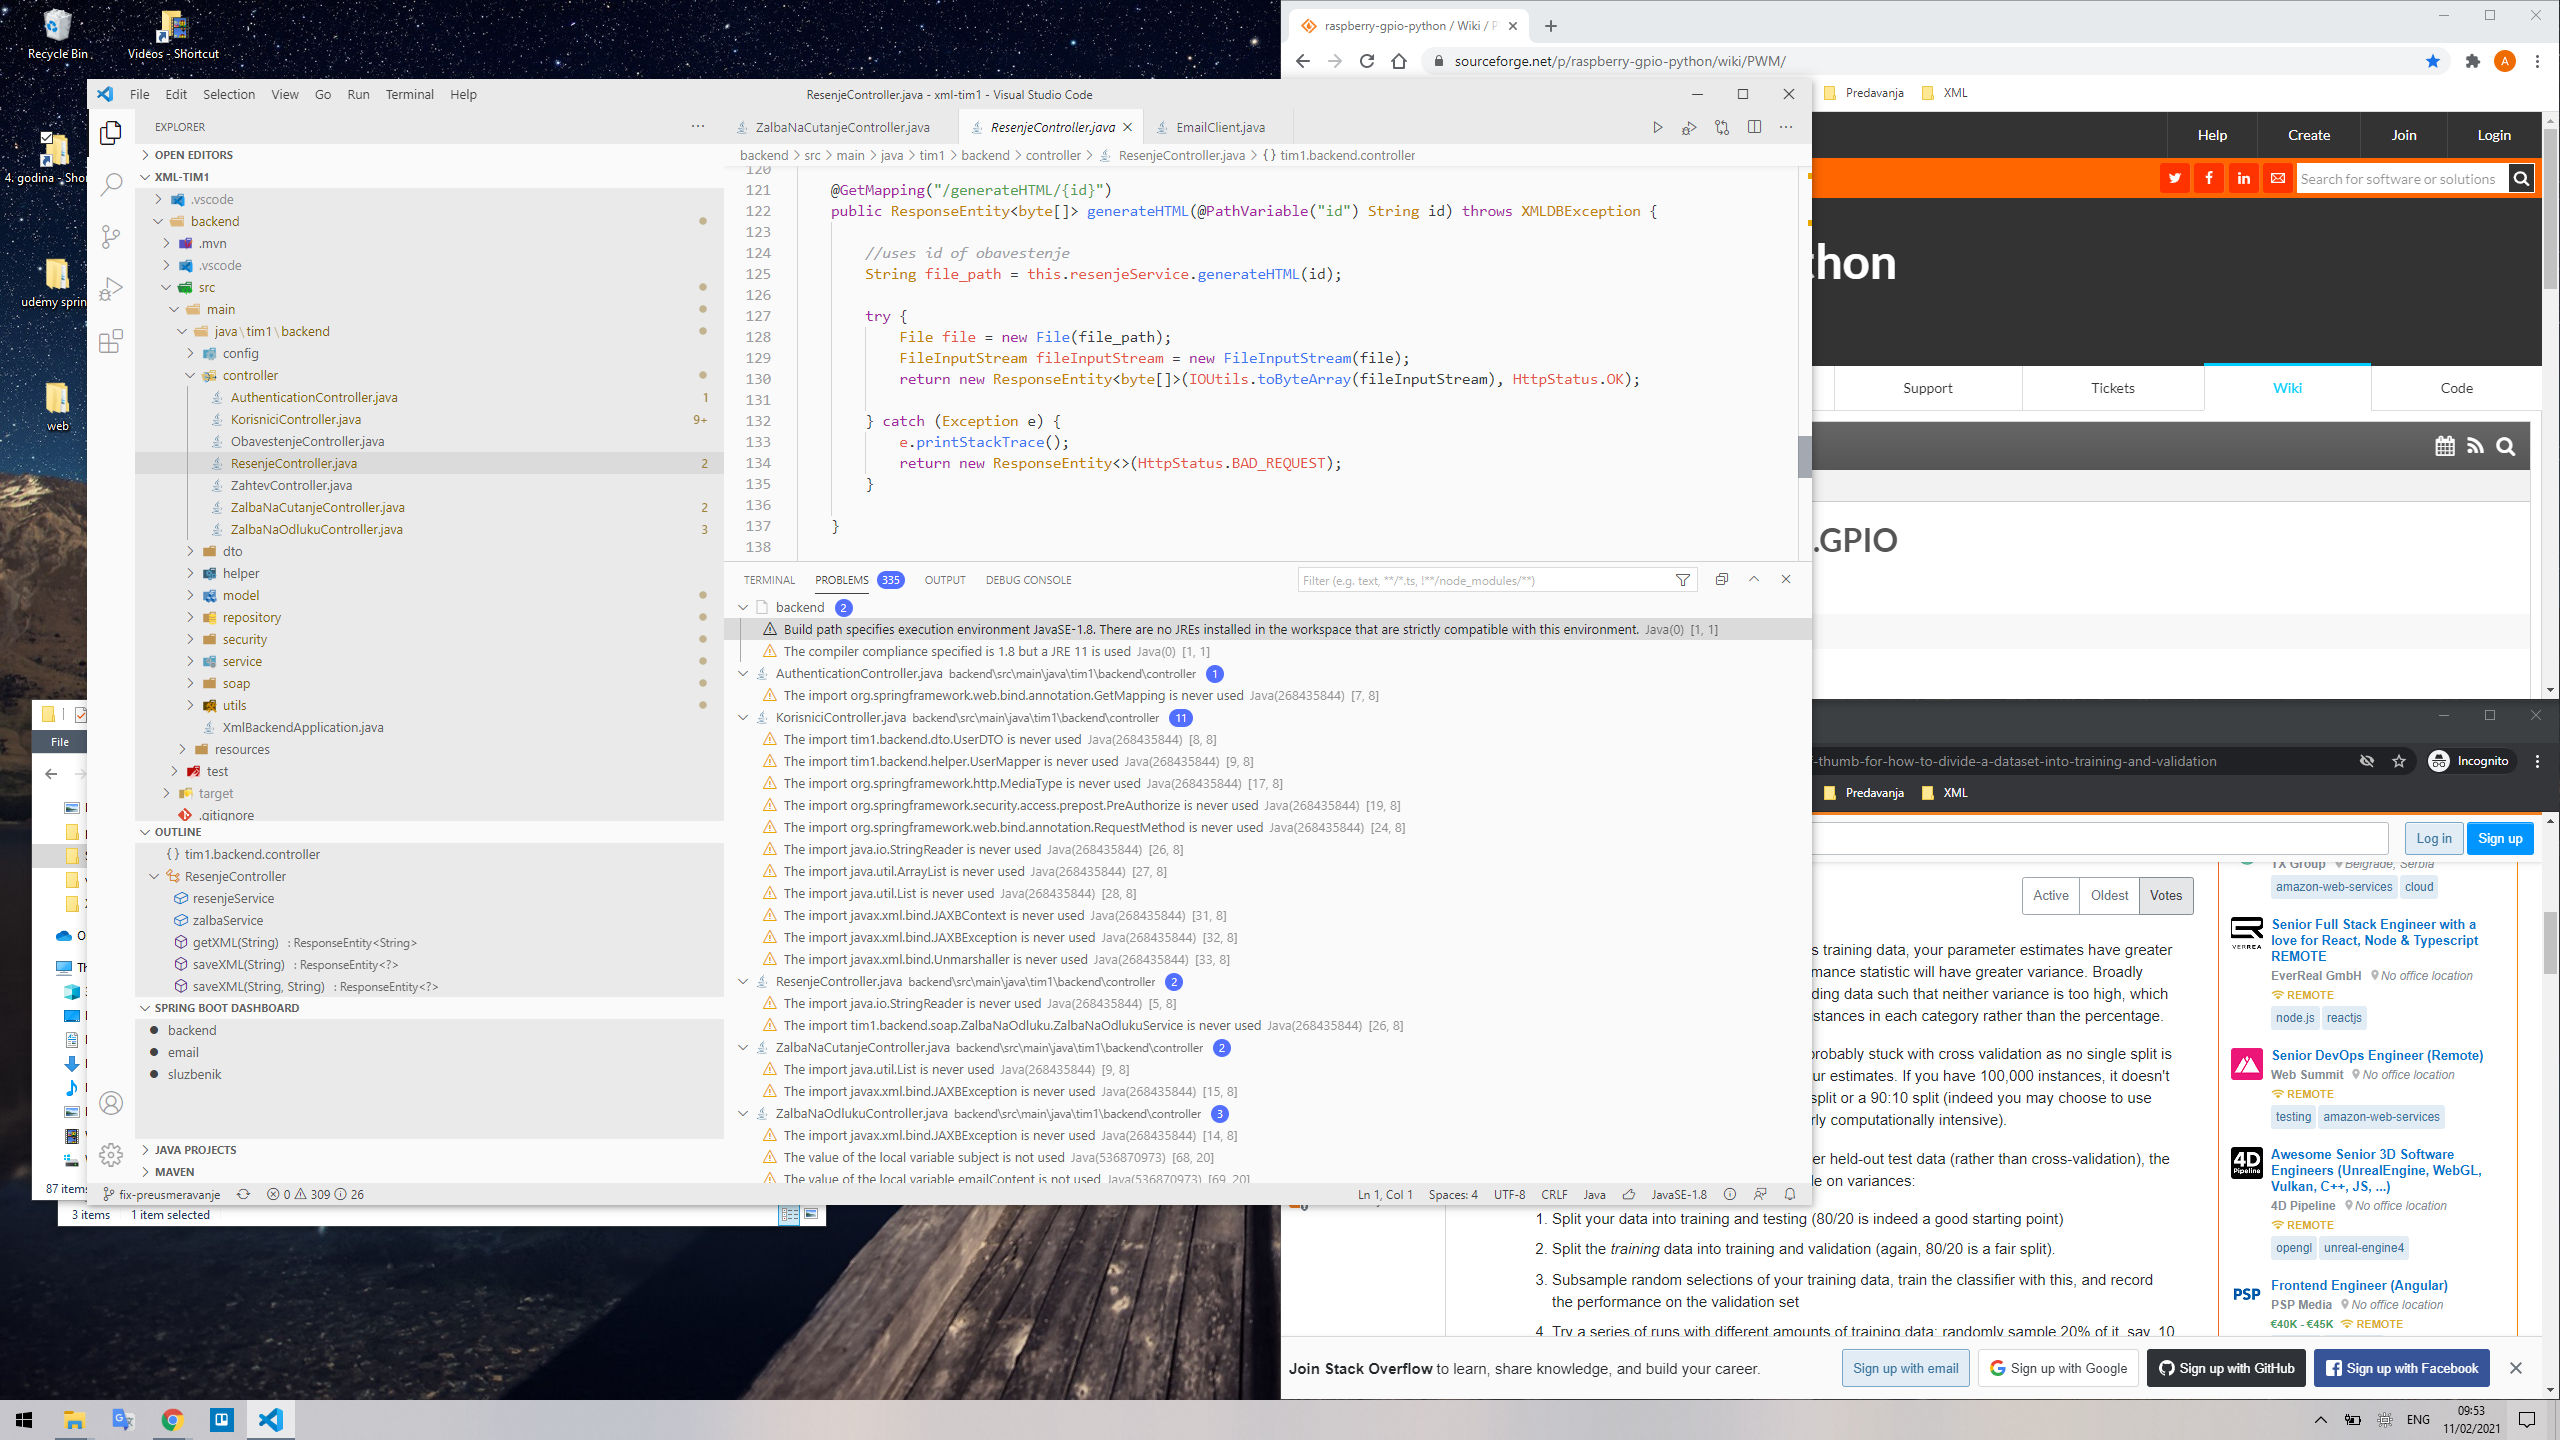 Recycle Bin
Videos - Shortcut
udemy sprin
web
raspberry-gpio-python / Wiki / P
sourceforge.net/p/raspberry-gpio-python/wiki/PWM/
A
Predavanja
XML
Help
Create
Join
Login
Search for software or solutions
thon
Support
Tickets
Wiki
Code
.GPIO
File Edit Selection View Go Run Terminal Help
ResenjeController.java - xml-tim1 - Visual Studio Code
EXPLORER
OPEN EDITORS
XML-TIM1
.vscode
backend
.mvn
.vscode
src
main
java\tim1\backend
config
controller
AuthenticationController.java 1
KorisniciController.java 9+
ObavestenjeController.java
ResenjeController.java 2
ZahtevController.java
ZalbaNaCutanjeController.java 2
ZalbaNaOdlukuController.java 3
dto
helper
model
repository
security
service
soap
utils
XmlBackendApplication.java
resources
test
target
.gitignore
OUTLINE
{} tim1.backend.controller
ResenjeController
resenjeService
zalbaService
getXML(String) : ResponseEntity<String>
saveXML(String) : ResponseEntity<?>
saveXML(String, String) : ResponseEntity<?>
SPRING BOOT DASHBOARD
backend
email
sluzbenik
JAVA PROJECTS
MAVEN
ZalbaNaCutanjeController.java
ResenjeController.java
EmailClient.java
backend > src > main > java > tim1 > backend > controller > ResenjeController.java > {} tim1.backend.controller
120
121 @GetMapping("/generateHTML/{id}")
122 public ResponseEntity<byte[]> generateHTML(@PathVariable("id") String id) throws XMLDBException {
123
124 //uses id of obavestenje
125 String file_path = this.resenjeService.generateHTML(id);
126
127 try {
128 File file = new File(file_path);
129 FileInputStream fileInputStream = new FileInputStream(file);
130 return new ResponseEntity<byte[]>(IOUtils.toByteArray(fileInputStream), HttpStatus.OK);
131
132 } catch (Exception e) {
133 e.printStackTrace();
134 return new ResponseEntity<>(HttpStatus.BAD_REQUEST);
135 }
136
137 }
138
TERMINAL PROBLEMS 335 OUTPUT DEBUG CONSOLE
Filter (e.g. text, **/*.ts, !**/node_modules/**)
backend 2
Build path specifies execution environment JavaSE-1.8. There are no JREs installed in the workspace that are strictly compatible with this environment. Java(0) [1, 1]
The compiler compliance specified is 1.8 but a JRE 11 is used Java(0) [1, 1]
AuthenticationController.java backend\src\main\java\tim1\backend\controller 1
The import org.springframework.web.bind.annotation.GetMapping is never used Java(268435844) [7, 8]
KorisniciController.java backend\src\main\java\tim1\backend\controller 11
The import tim1.backend.dto.UserDTO is never used Java(268435844) [8, 8]
The import tim1.backend.helper.UserMapper is never used Java(268435844) [9, 8]
The import org.springframework.http.MediaType is never used Java(268435844) [17, 8]
The import org.springframework.security.access.prepost.PreAuthorize is never used Java(268435844) [19, 8]
The import org.springframework.web.bind.annotation.RequestMethod is never used Java(268435844) [24, 8]
The import java.io.StringReader is never used Java(268435844) [26, 8]
The import java.util.ArrayList is never used Java(268435844) [27, 8]
The import java.util.List is never used Java(268435844) [28, 8]
The import javax.xml.bind.JAXBContext is never used Java(268435844) [31, 8]
The import javax.xml.bind.JAXBException is never used Java(268435844) [32, 8]
The import javax.xml.bind.Unmarshaller is never used Java(268435844) [33, 8]
ResenjeController.java backend\src\main\java\tim1\backend\controller 2
The import java.io.StringReader is never used Java(268435844) [5, 8]
The import tim1.backend.soap.ZalbaNaOdluku.ZalbaNaOdlukuService is never used Java(268435844) [26, 8]
ZalbaNaCutanjeController.java backend\src\main\java\tim1\backend\controller 2
The import java.util.List is never used Java(268435844) [9, 8]
The import javax.xml.bind.JAXBException is never used Java(268435844) [15, 8]
ZalbaNaOdlukuController.java backend\src\main\java\tim1\backend\controller 3
The import javax.xml.bind.JAXBException is never used Java(268435844) [14, 8]
The value of the local variable subject is not used Java(536870973) [68, 20]
The value of the local variable emailContent is not used Java(536870973) [69, 20]
fix-preusmeravanje 0 309 26
Ln 1, Col 1 Spaces: 4 UTF-8 CRLF Java JavaSE-1.8
4. godina - Sho
File
87 items
3 items 1 item selected
-thumb-for-how-to-divide-a-dataset-into-training-and-validation
Incognito
Predavanja
XML
Log in
Sign up
Active
Oldest
Votes
s training data, your parameter estimates have greater
mance statistic will have greater variance. Broadly
ding data such that neither variance is too high, which
stances in each category rather than the percentage.
robably stuck with cross validation as no single split is
ur estimates. If you have 100,000 instances, it doesn't
split or a 90:10 split (indeed you may choose to use
rly computationally intensive).
er held-out test data (rather than cross-validation), the
le on variances:
1. Split your data into training and testing (80/20 is indeed a good starting point)
2. Split the training data into training and validation (again, 80/20 is a fair split).
3. Subsample random selections of your training data, train the classifier with this, and record
the performance on the validation set
4. Try a series of runs with different amounts of training data: randomly sample 20% of it, say, 10
TX Group Belgrade, Serbia
amazon-web-services cloud
VERREA
Senior Full Stack Engineer with a
love for React, Node & Typescript
REMOTE
EverReal GmbH No office location
REMOTE
node.js reactjs
Senior DevOps Engineer (Remote)
Web Summit No office location
REMOTE
testing amazon-web-services
4D Pipeline
Awesome Senior 3D Software
Engineers (UnrealEngine, WebGL,
Vulkan, C++, JS, ...)
4D Pipeline No office location
REMOTE
opengl unreal-engine4
PSP
Frontend Engineer (Angular)
PSP Media No office location
€40K - €45K REMOTE
Join Stack Overflow to learn, share knowledge, and build your career.
Sign up with email
Sign up with Google
Sign up with GitHub
Sign up with Facebook
ENG
09:53
11/02/2021